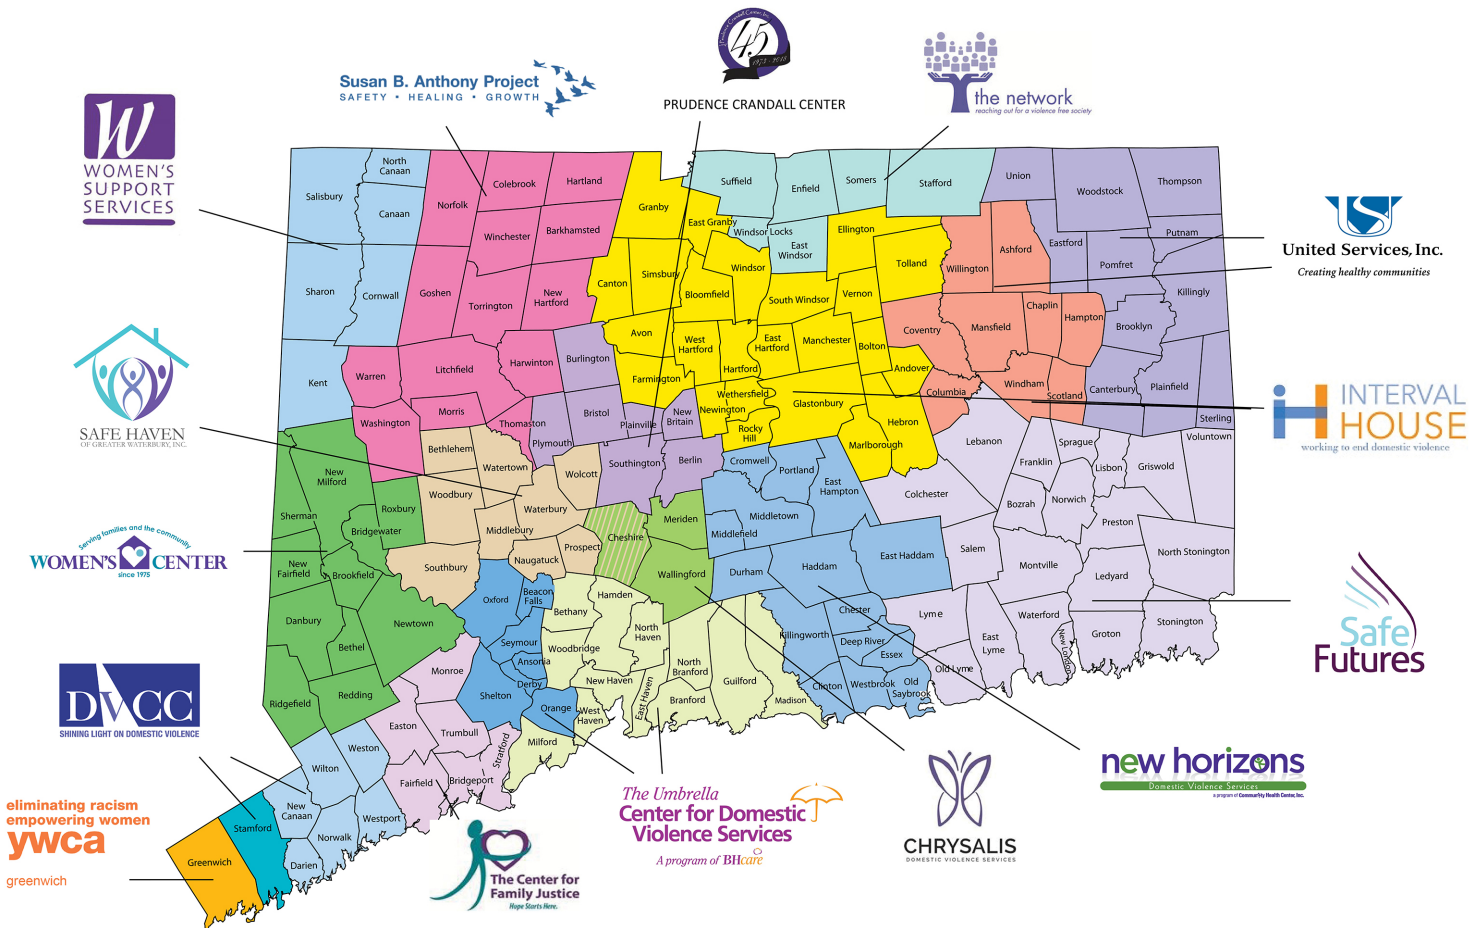 45
1973 - 2018
PRUDENCE CRANDALL CENTER
Susan B. Anthony Project
SAFETY • HEALING • GROWTH
the network
reaching out for a violence free society
W
WOMEN'S
SUPPORT
SERVICES
US
United Services, Inc.
Creating healthy communities
SAFE HAVEN
OF GREATER WATERBURY, INC.
iH
INTERVAL
HOUSE
working to end domestic violence
Serving families and the community
WOMEN'S CENTER
since 1975
Safe
Futures
DVCC
SHINING LIGHT ON DOMESTIC VIOLENCE
eliminating racism
empowering women
ywca
greenwich
The Center for
Family Justice
Hope Starts Here.
The Umbrella
Center for Domestic
Violence Services
A program of BHcare
CHRYSALIS
DOMESTIC VIOLENCE SERVICES
new horizons
Domestic Violence Services
a program of Community Health Center, Inc.
Salisbury
North
Canaan
Canaan
Norfolk
Colebrook
Hartland
Granby
Suffield
Enfield
Somers
Stafford
Union
Woodstock
Thompson
Winchester
Barkhamsted
East Granby
Windsor Locks
East
Windsor
Ellington
Tolland
Willington
Ashford
Eastford
Putnam
Pomfret
Sharon
Cornwall
Goshen
Torrington
New
Hartford
Canton
Simsbury
Bloomfield
Windsor
South Windsor
Vernon
Killingly
Chaplin
Hampton
Brooklyn
Mansfield
Coventry
Avon
West
Hartford
Hartford
East
Hartford
Manchester
Bolton
Andover
Kent
Warren
Litchfield
Harwinton
Burlington
Farmington
Wethersfield
Newington
Rocky
Hill
Glastonbury
Columbia
Windham
Scotland
Canterbury
Plainfield
Sterling
Hebron
Marlborough
Washington
Morris
Thomaston
Plymouth
Bristol
Plainville
New
Britain
Southington
Berlin
Cromwell
Portland
East
Hampton
Lebanon
Sprague
Franklin
Lisbon
Griswold
Voluntown
Colchester
Bozrah
Norwich
Preston
North Stonington
New
Milford
Bethlehem
Watertown
Wolcott
Woodbury
Waterbury
Roxbury
Sherman
Bridgewater
Middlebury
Prospect
Cheshire
Meriden
Middletown
Middlefield
Naugatuck
Southbury
Wallingford
Durham
Haddam
East Haddam
Salem
Montville
Ledyard
New
Fairfield
Brookfield
Danbury
Newtown
Bethel
Oxford
Beacon
Falls
Bethany
Hamden
Seymour
Woodbridge
North
Haven
Ansonia
Derby
Shelton
Orange
New Haven
West
Haven
East Haven
North
Branford
Branford
Guilford
Madison
Killingworth
Chester
Deep River
Essex
Clinton
Westbrook
Old
Saybrook
Lyme
Old Lyme
East
Lyme
Waterford
New London
Groton
Stonington
Monroe
Redding
Ridgefield
Easton
Trumbull
Stratford
Milford
Weston
Wilton
Fairfield
Bridgeport
New
Canaan
Westport
Norwalk
Darien
Stamford
Greenwich